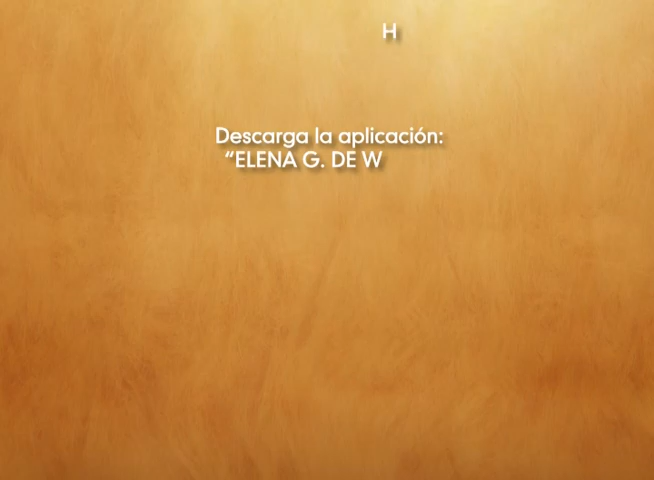 H
Descarga la aplicación:
“ELENA G. DE W